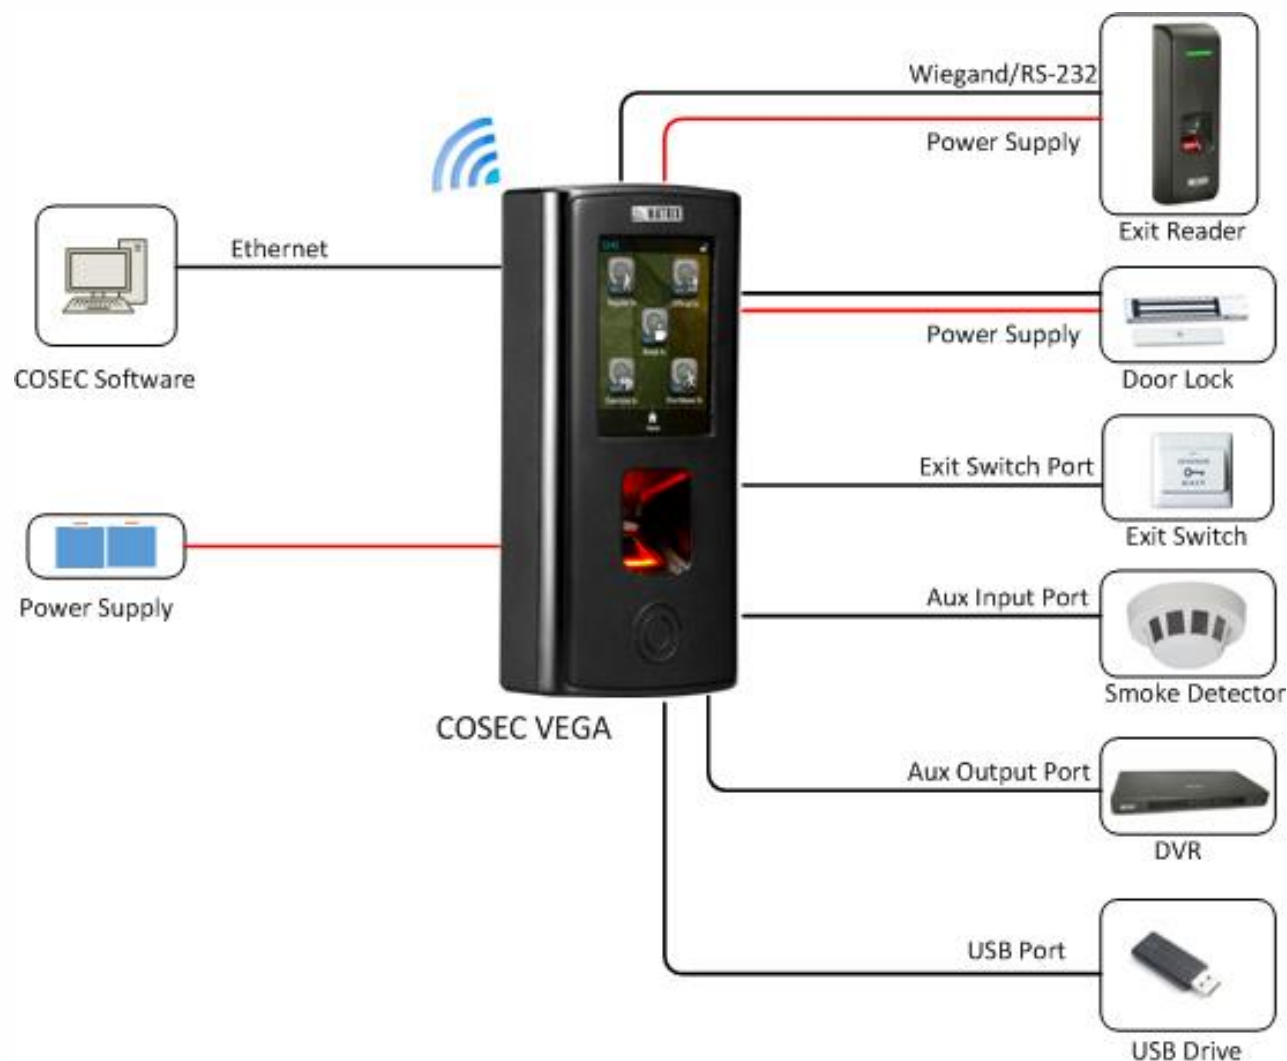 Wiegand/RS-232
Power Supply
Exit Reader
Ethernet
MATRIX
COSEC Software
Power Supply
Door Lock
Exit Switch Port
Exit Switch
Power Supply
Aux Input Port
Smoke Detector
COSEC VEGA
Aux Output Port
DVR
USB Port
USB Drive